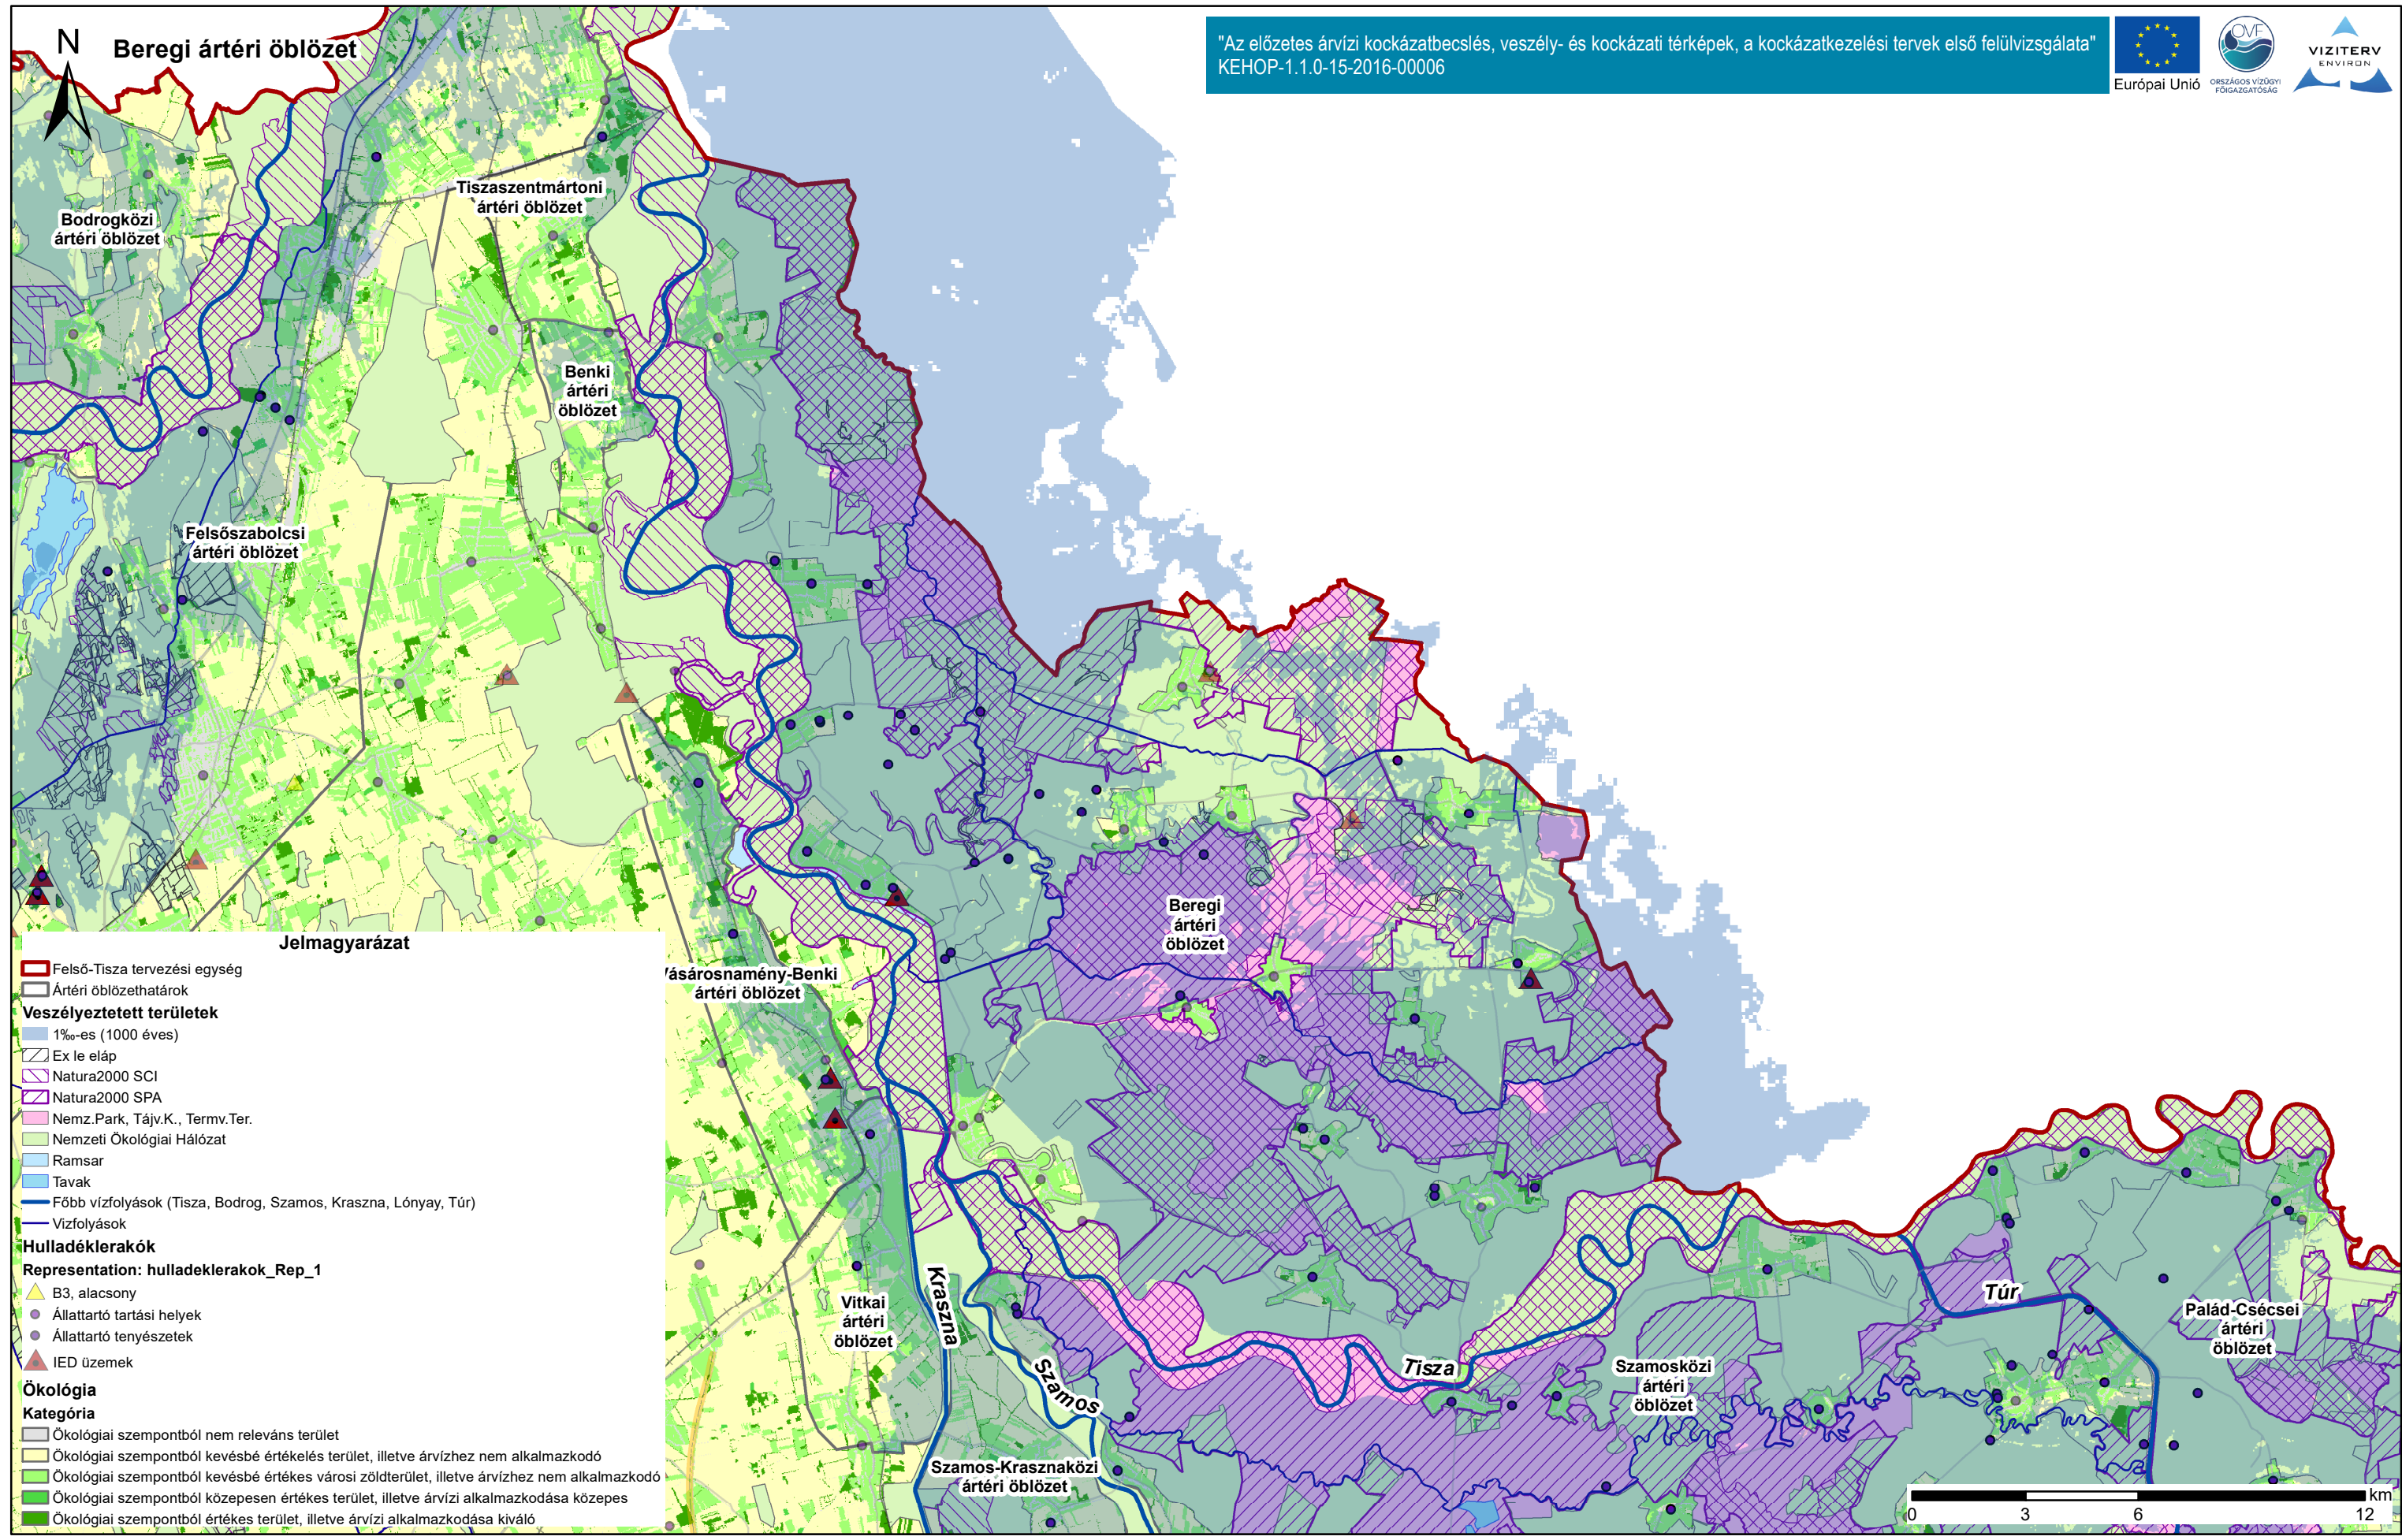 N
Beregi ártéri öblözet
"Az előzetes árvízi kockázatbecslés, veszély- és kockázati térképek, a kockázatkezelési tervek első felülvizsgálata"
KEHOP-1.1.0-15-2016-00006
Európai Unió
OVF
ORSZÁGOS VÍZÜGYI
FŐIGAZGATÓSÁG
VIZITERV
ENVIRON
Tiszaszentmártoni
ártéri öblözet
Bodrogközi
ártéri öblözet
Benki
ártéri
öblözet
Felsőszabolcsi
ártéri öblözet
Beregi
ártéri
öblözet
Vásárosnamény-Benki
ártéri öblözet
Kraszna
Vitkai
ártéri
öblözet
Szamos
Tisza
Túr
Szamosközi
ártéri
öblözet
Palád-Csécsei
ártéri
öblözet
Szamos-Krasznaközi
ártéri öblözet
Jelmagyarázat
Felső-Tisza tervezési egység
Ártéri öblözethatárok
Veszélyeztetett területek
1‰-es (1000 éves)
Ex le eláp
Natura2000 SCI
Natura2000 SPA
Nemz.Park, Tájv.K., Termv.Ter.
Nemzeti Ökológiai Hálózat
Ramsar
Tavak
Főbb vízfolyások (Tisza, Bodrog, Szamos, Kraszna, Lónyay, Túr)
Vizfolyások
Hulladéklerakók
Representation: hulladeklerakok_Rep_1
B3, alacsony
Állattartó tartási helyek
Állattartó tenyészetek
IED üzemek
Ökológia
Kategória
Ökológiai szempontból nem releváns terület
Ökológiai szempontból kevésbé értékelés terület, illetve árvízhez nem alkalmazkodó
Ökológiai szempontból kevésbé értékes városi zöldterület, illetve árvízhez nem alkalmazkodó
Ökológiai szempontból közepesen értékes terület, illetve árvízi alkalmazkodása közepes
Ökológiai szempontból értékes terület, illetve árvízi alkalmazkodása kiváló
km
0 3 6 12